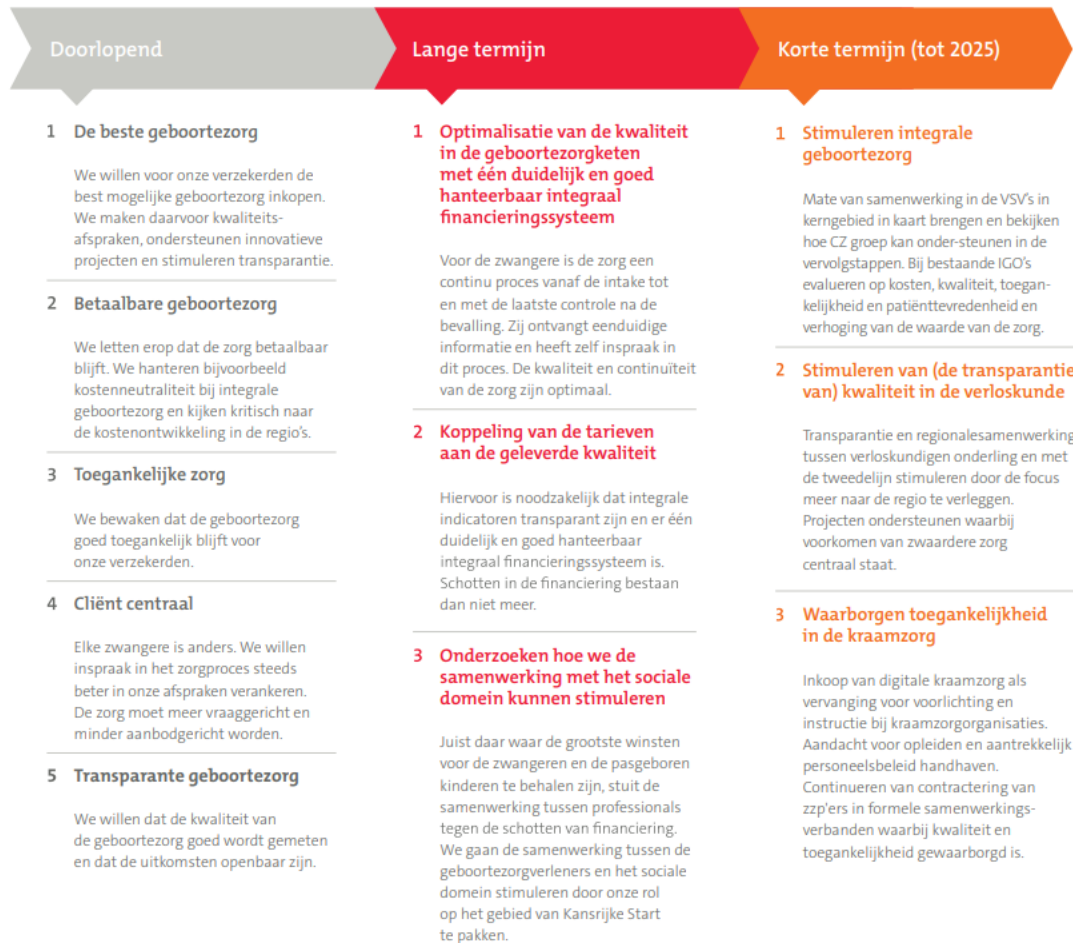 Doorlopend
1 De beste geboortezorg
We willen voor onze verzekerden de
best mogelijke geboortezorg inkopen.
We maken daarvoor kwaliteits-
afspraken, ondersteunen innovatieve
projecten en stimuleren transparantie.
2 Betaalbare geboortezorg
We letten erop dat de zorg betaalbaar
blijft. We hanteren bijvoorbeeld
kostenneutraliteit bij integrale
geboortezorg en kijken kritisch naar
de kostenontwikkeling in de regio's.
3 Toegankelijke zorg
We bewaken dat de geboortezorg
goed toegankelijk blijft voor
onze verzekerden.
4 Cliënt centraal
Elke zwangere is anders. We willen
inspraak in het zorgproces steeds
beter in onze afspraken verankeren.
De zorg moet meer vraaggericht en
minder aanbodgericht worden.
5 Transparante geboortezorg
We willen dat de kwaliteit van
de geboortezorg goed wordt gemeten
en dat de uitkomsten openbaar zijn.
Lange termijn
1 Optimalisatie van de kwaliteit
in de geboortezorgketen
met één duidelijk en goed
hanteerbaar integraal
financieringssysteem
Voor de zwangere is de zorg een
continu proces vanaf de intake tot
en met de laatste controle na de
bevalling. Zij ontvangt eenduidige
informatie en heeft zelf inspraak in
dit proces. De kwaliteit en continuïteit
van de zorg zijn optimaal.
2 Koppeling van de tarieven
aan de geleverde kwaliteit
Hiervoor is noodzakelijk dat integrale
indicatoren transparant zijn en er één
duidelijk en goed hanteerbaar
integraal financieringssysteem is.
Schotten in de financiering bestaan
dan niet meer.
3 Onderzoeken hoe we de
samenwerking met het sociale
domein kunnen stimuleren
Juist daar waar de grootste winsten
voor de zwangeren en de pasgeboren
kinderen te behalen zijn, stuit de
samenwerking tussen professionals
tegen de schotten van financiering.
We gaan de samenwerking tussen de
geboortezorgverleners en het sociale
domein stimuleren door onze rol
op het gebied van Kansrijke Start
te pakken.
Korte termijn (tot 2025)
1 Stimuleren integrale
geboortezorg
Mate van samenwerking in de VSV's in
kerngebied in kaart brengen en bekijken
hoe CZ groep kan onder-steunen in de
vervolgstappen. Bij bestaande IGO's
evalueren op kosten, kwaliteit, toegan-
kelijkheid en patiënttevredenheid en
verhoging van de waarde van de zorg.
2 Stimuleren van (de transparantie
van) kwaliteit in de verloskunde
Transparantie en regionalesamenwerking
tussen verloskundigen onderling en met
de tweedelijn stimuleren door de focus
meer naar de regio te verleggen.
Projecten ondersteunen waarbij
voorkomen van zwaardere zorg
centraal staat.
3 Waarborgen toegankelijkheid
in de kraamzorg
Inkoop van digitale kraamzorg als
vervanging voor voorlichting en
instructie bij kraamzorgorganisaties.
Aandacht voor opleiden en aantrekkelijk
personeelsbeleid handhaven.
Continueren van contractering van
zzp'ers in formele samenwerkings-
verbanden waarbij kwaliteit en
toegankelijkheid gewaarborgd is.